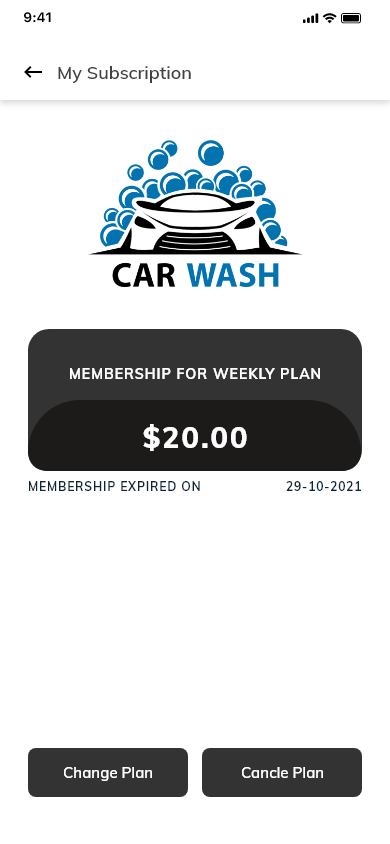 9:41
My Subscription
CAR WASH
MEMBERSHIP FOR WEEKLY PLAN
$20.00
MEMBERSHIP EXPIRED ON 29-10-2021
Change Plan Cancle Plan